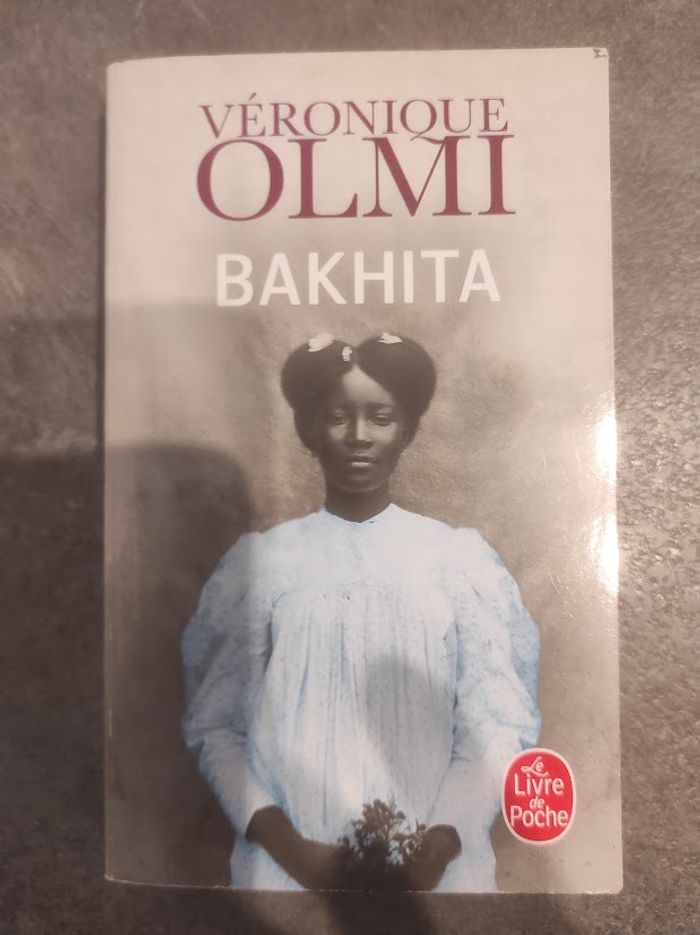 VÉRONIQUE
OLMI
BAKHITA
Le
Livre
de
Poche